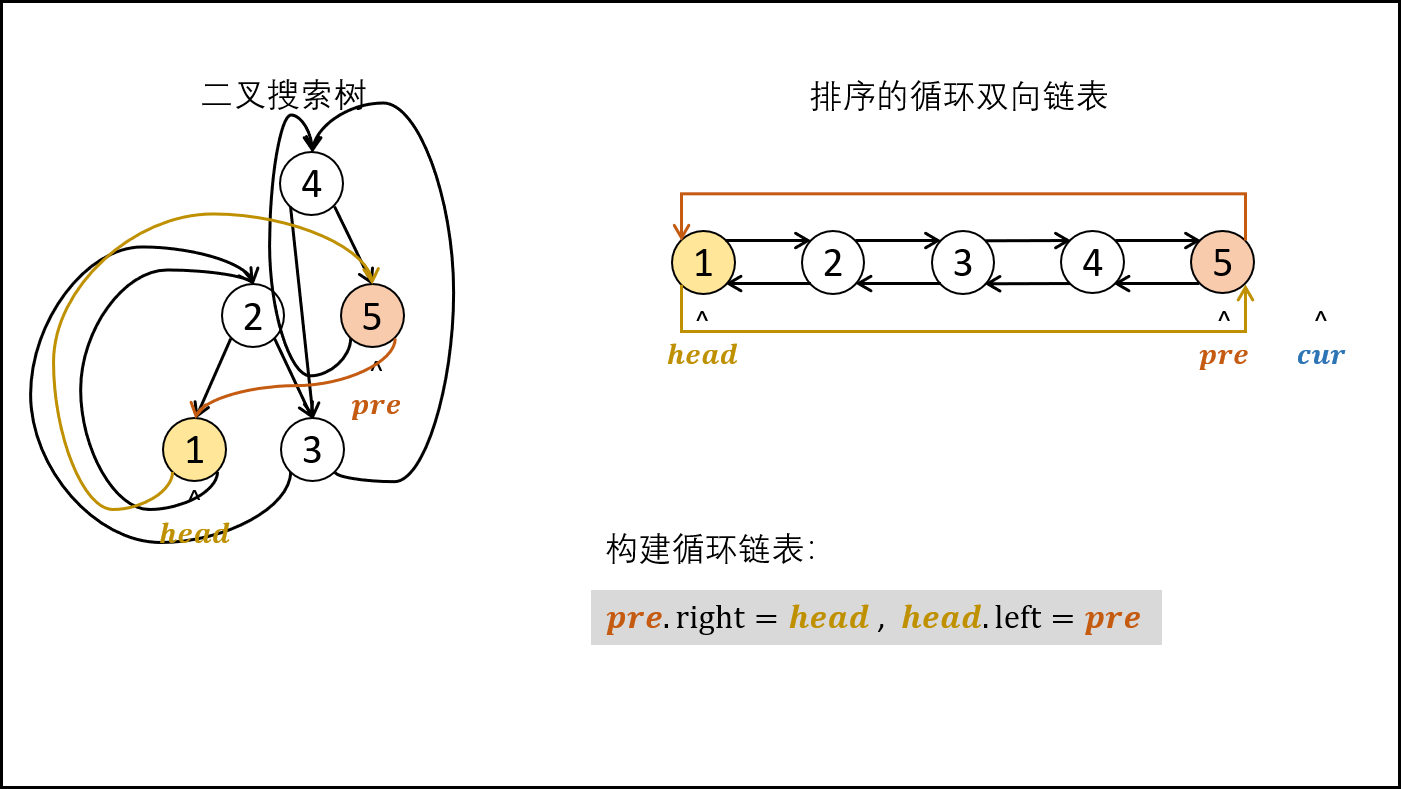 二叉搜索树
排序的循环双向链表
4
2
5
^
pre
1
3
^
head
1 2 3 4 5
^ ^ ^
head pre cur
构建循环链表：
pre.right = head , head.left = pre